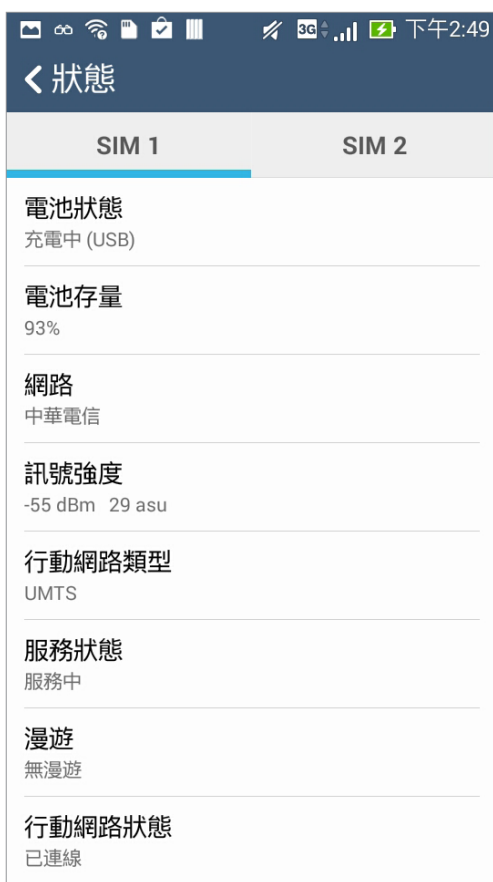 3G 下午2:49
狀態
SIM 1 SIM 2
電池狀態
充電中 (USB)
電池存量
93%
網路
中華電信
訊號強度
-55 dBm 29 asu
行動網路類型
UMTS
服務狀態
服務中
漫遊
無漫遊
行動網路狀態
已連線